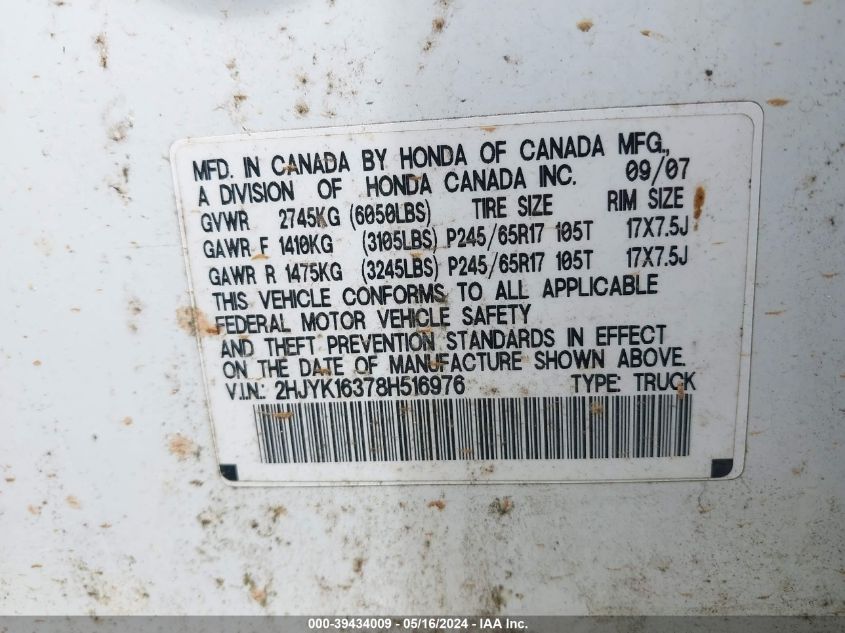 MFD. IN CANADA BY HONDA OF CANADA MFG.,
A DIVISION OF HONDA CANADA INC. 09/07
GVWR 2745KG (6050LBS) TIRE SIZE RIM SIZE
GAWR F 1410KG (3105LBS) P245/65R17 105T 17X7.5J
GAWR R 1475KG (3245LBS) P245/65R17 105T 17X7.5J
THIS VEHICLE CONFORMS TO ALL APPLICABLE
FEDERAL MOTOR VEHICLE SAFETY
AND THEFT PREVENTION STANDARDS IN EFFECT
ON THE DATE OF MANUFACTURE SHOWN ABOVE.
V.I.N.: 2HJYK16378H516976 TYPE: TRUCK
000-39434009 - 05/16/2024 - IAA Inc.